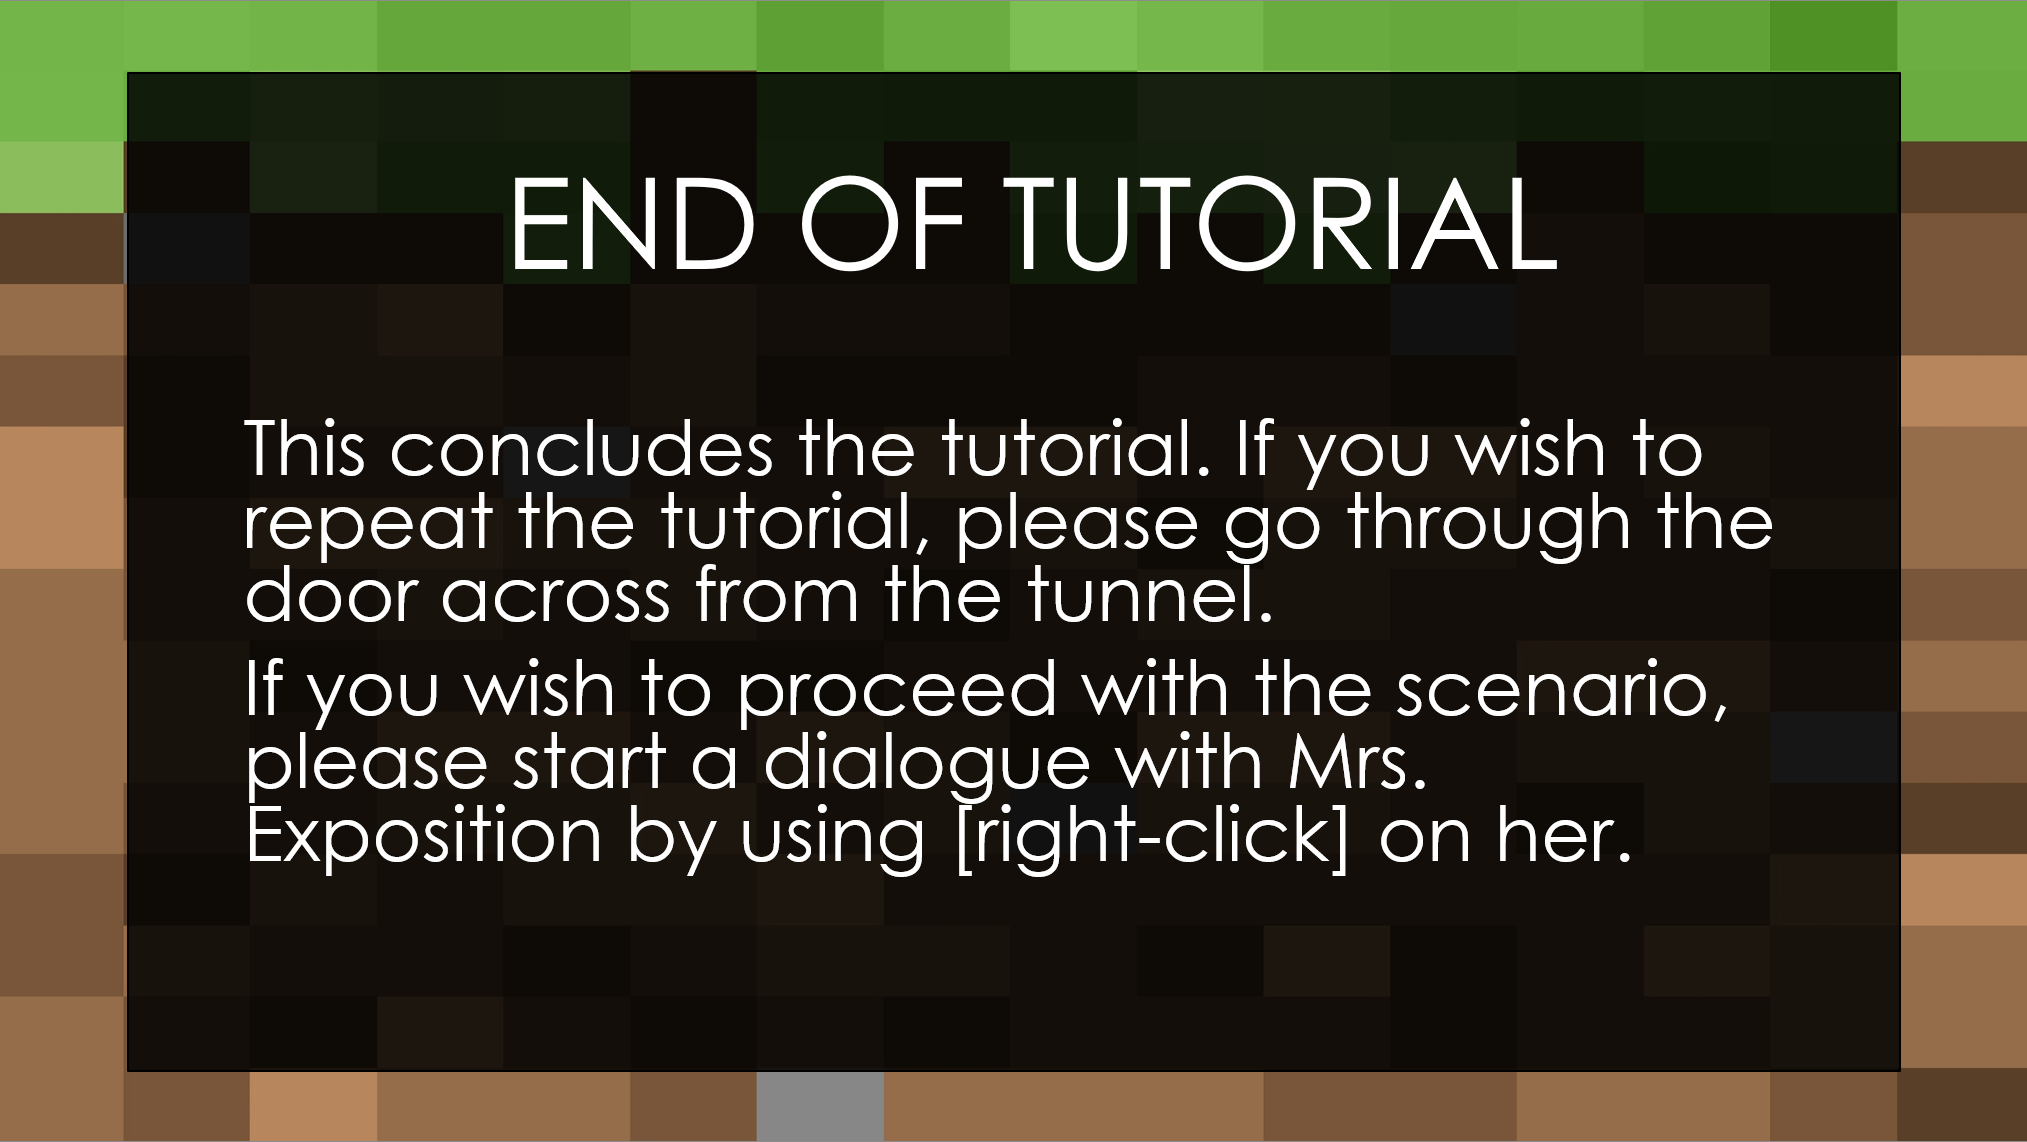 END OF TUTORIAL
This concludes the tutorial. If you wish to
repeat the tutorial, please go through the
door across from the tunnel.
If you wish to proceed with the scenario,
please start a dialogue with Mrs.
Exposition by using [right-click] on her.